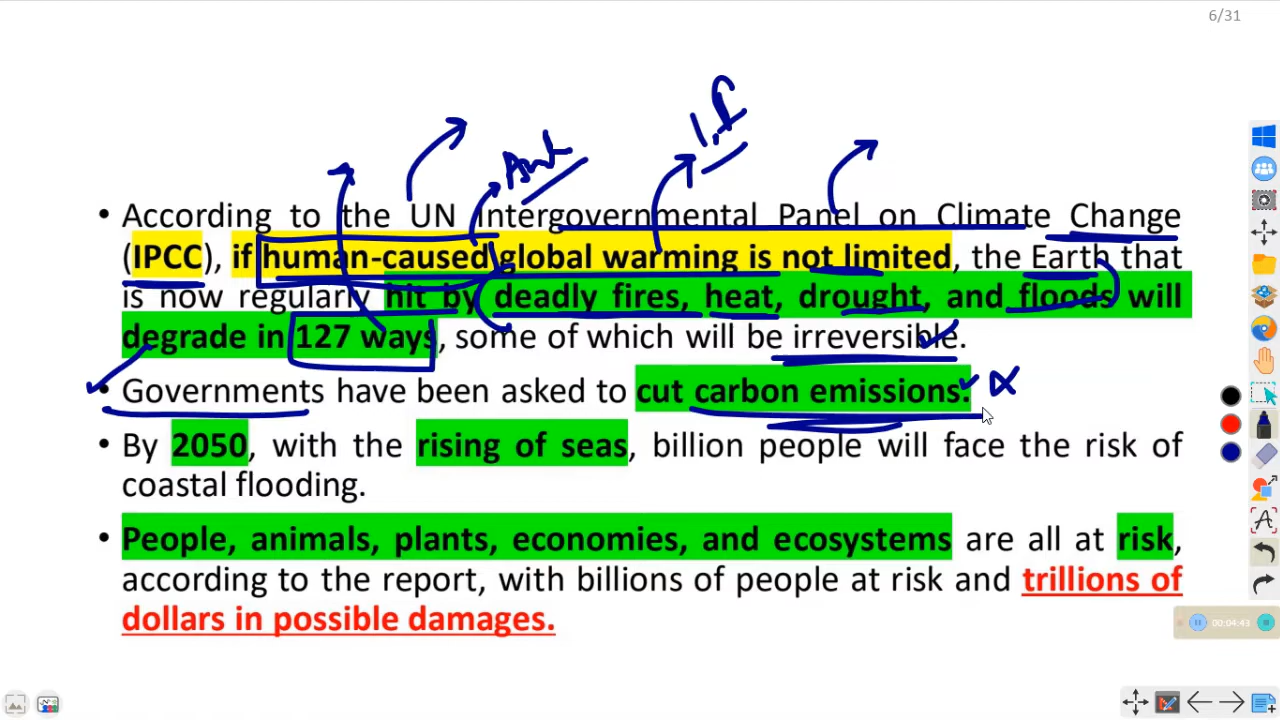 6/31
Ant
I.P
• According to the UN Intergovernmental Panel on Climate Change
(IPCC), if human-caused global warming is not limited, the Earth that
is now regularly hit by deadly fires, heat, drought, and floods will
degrade in 127 ways, some of which will be irreversible.
• Governments have been asked to cut carbon emissions.
• By 2050, with the rising of seas, billion people will face the risk of
coastal flooding.
• People, animals, plants, economies, and ecosystems are all at risk,
according to the report, with billions of people at risk and trillions of
dollars in possible damages.
00:04:43